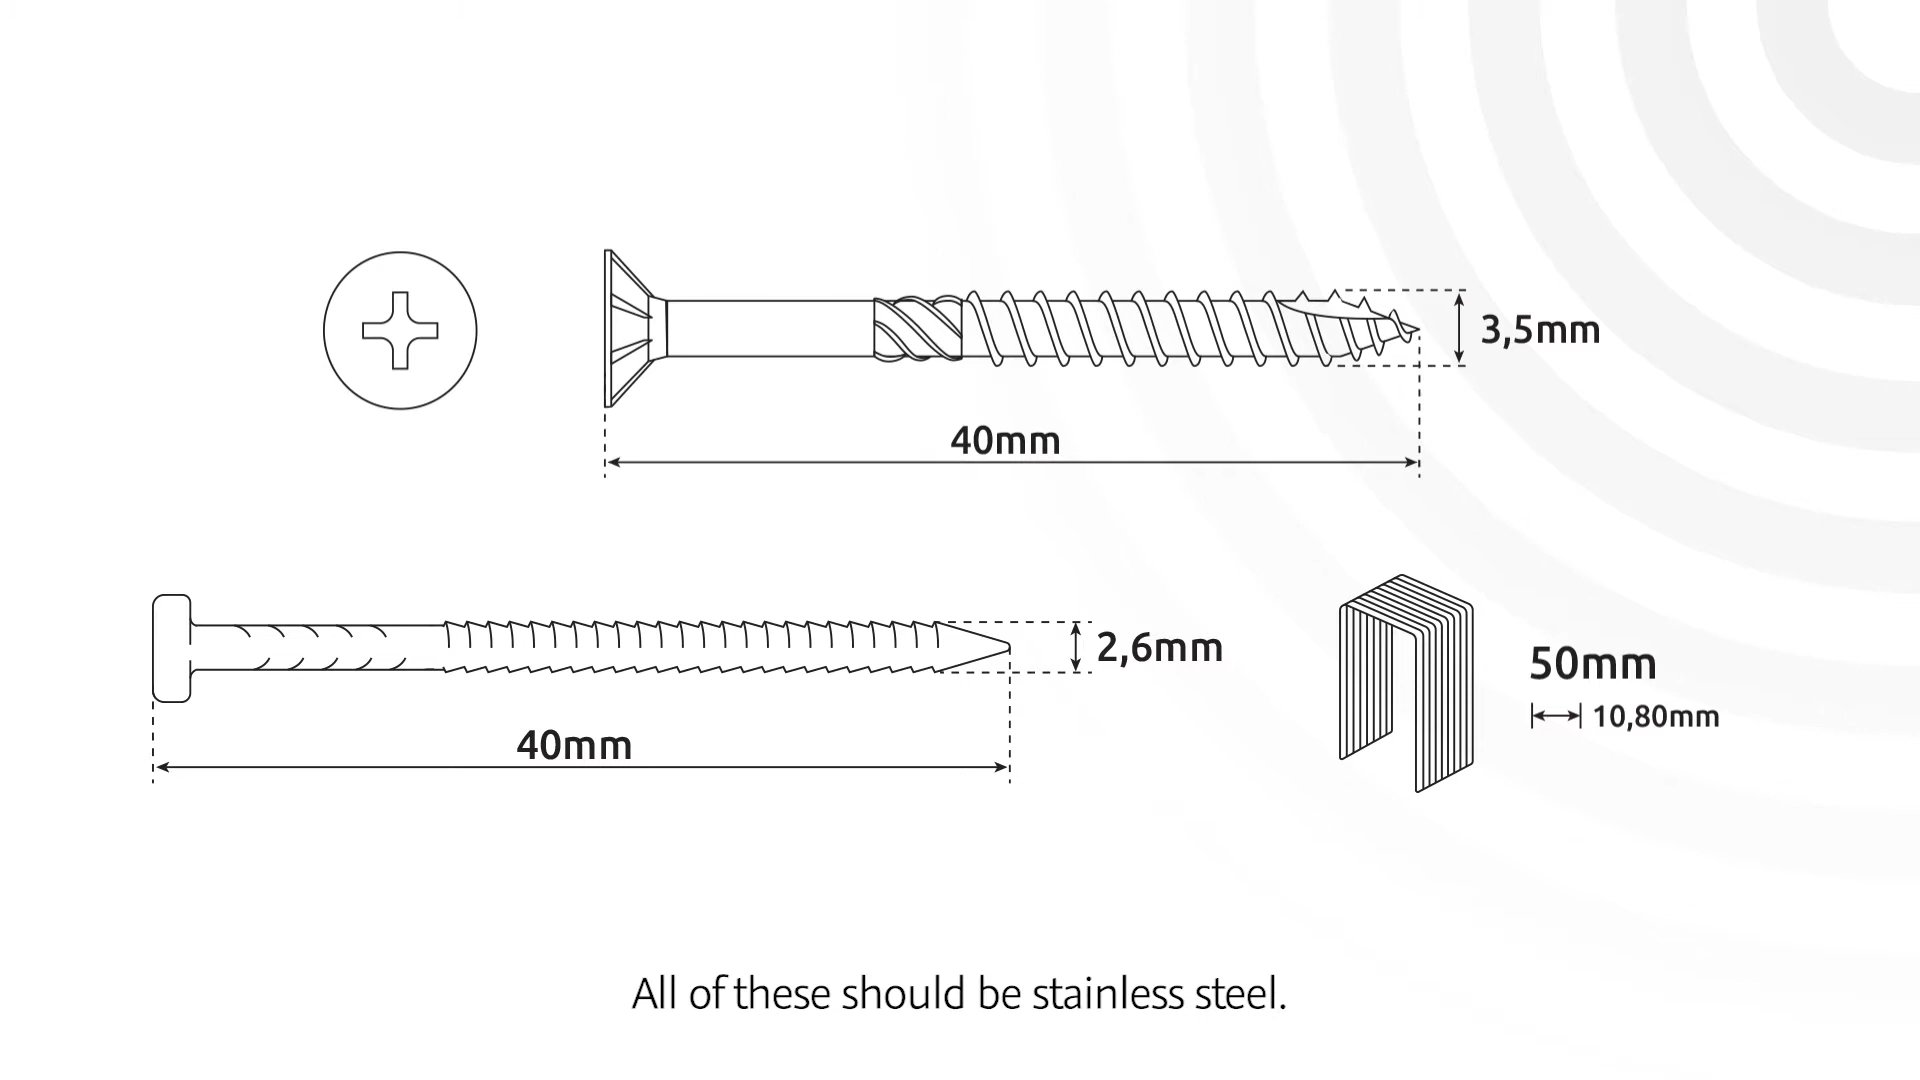 3,5mm
40mm
2,6mm
40mm
50mm
10,80mm
All of these should be stainless steel.